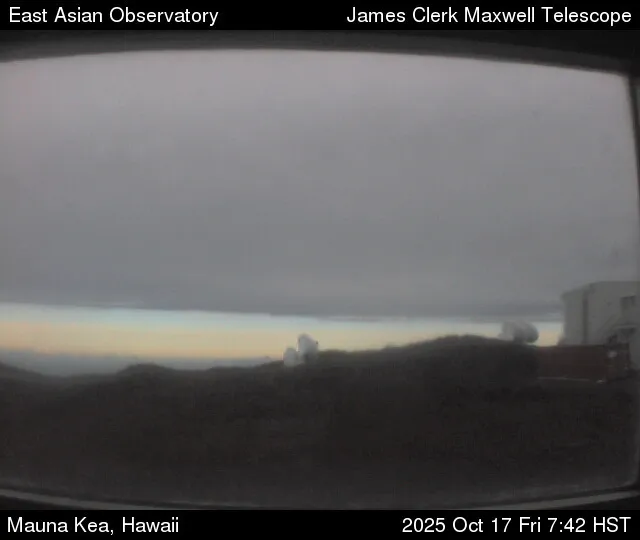 East Asian Observatory
James Clerk Maxwell Telescope
Mauna Kea, Hawaii
2025 Oct 17 Fri 7:42 HST